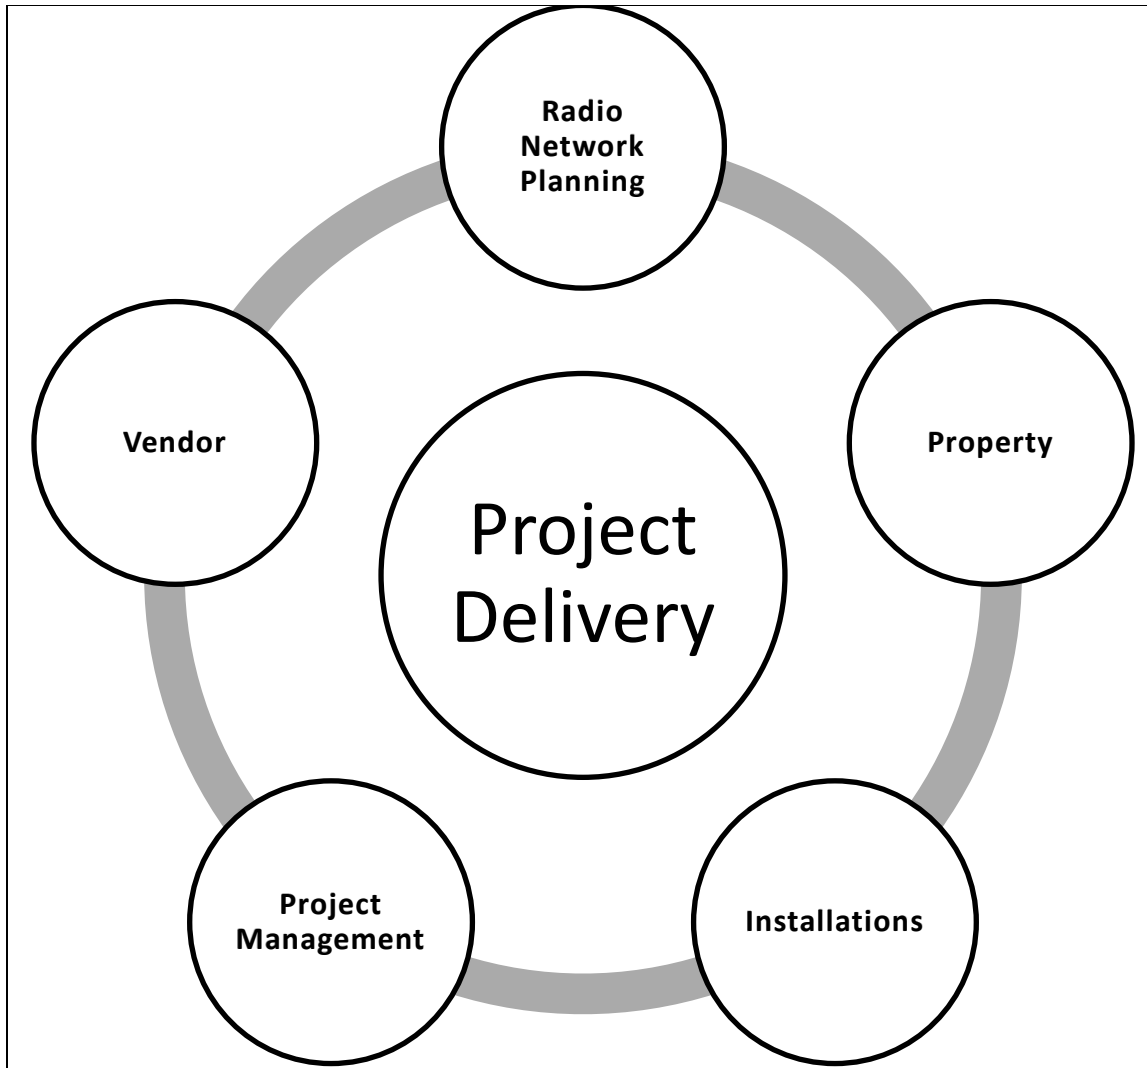 Radio
Network
Planning
Vendor
Property
Project
Delivery
Project
Management
Installations